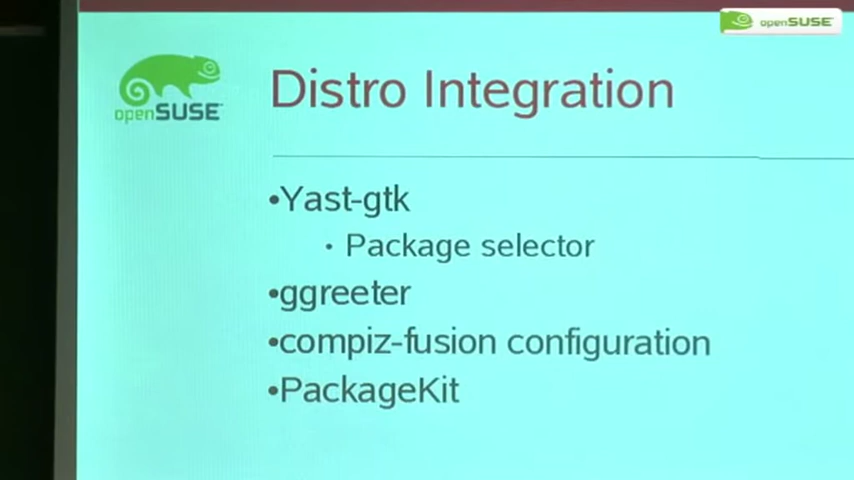 openSUSE
openSUSE
Distro Integration
•Yast-gtk
• Package selector
•ggreeter
•compiz-fusion configuration
•PackageKit